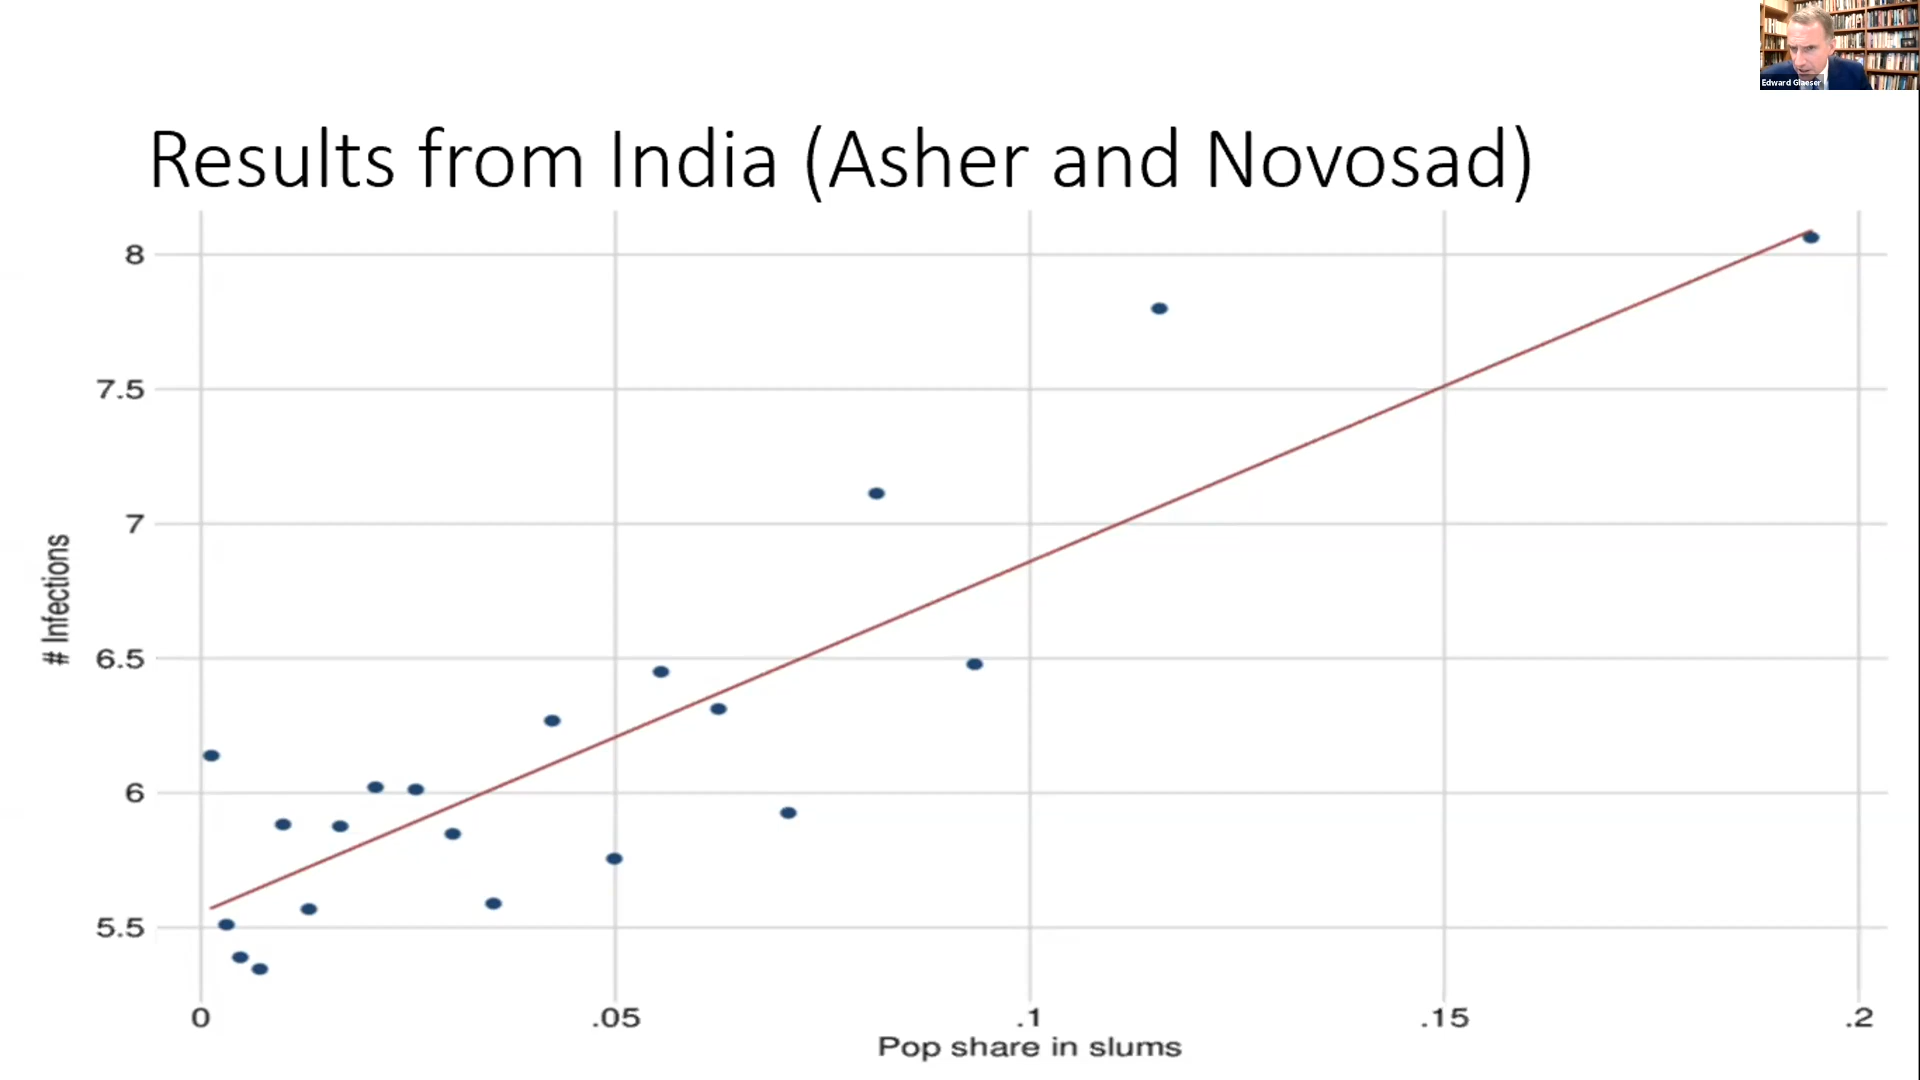 Edward Glaeser
Results from India (Asher and Novosad)
8
7.5
7
6.5
6
5.5
# Infections
0 .05 .1 .15 .2
Pop share in slums